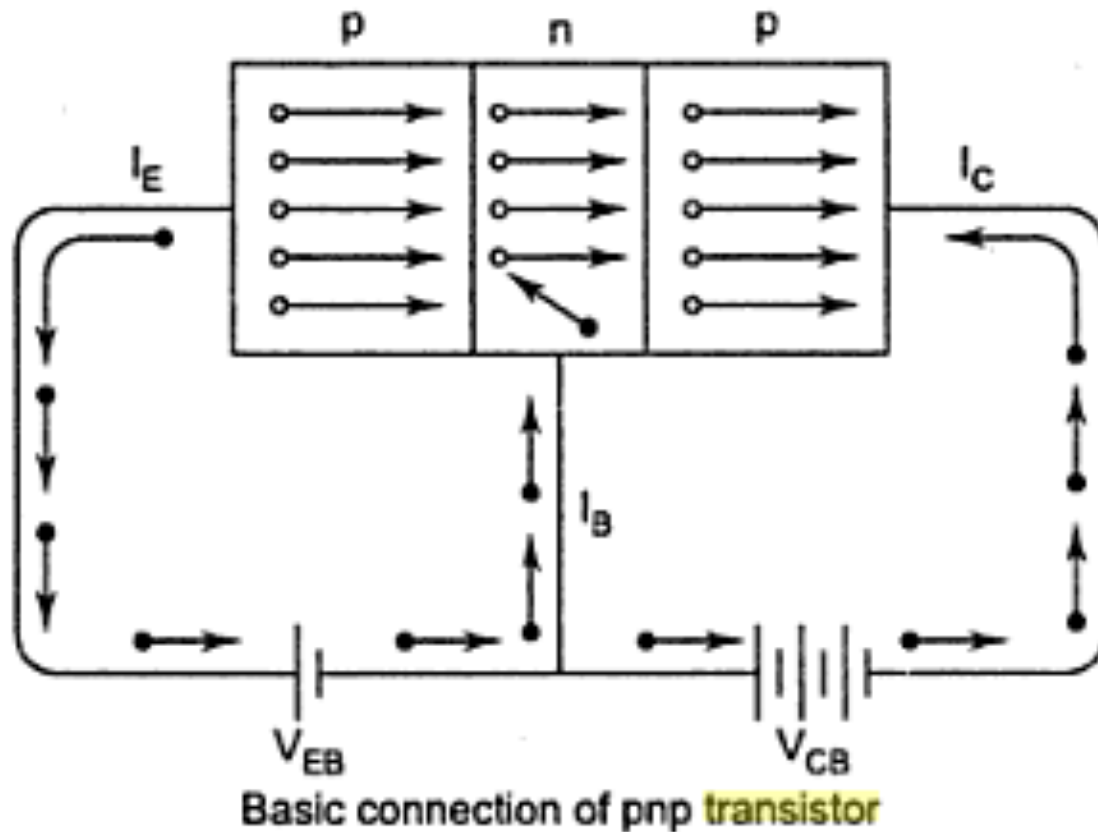 p n p
I_E I_C
I_B
V_EB V_CB
Basic connection of pnp transistor